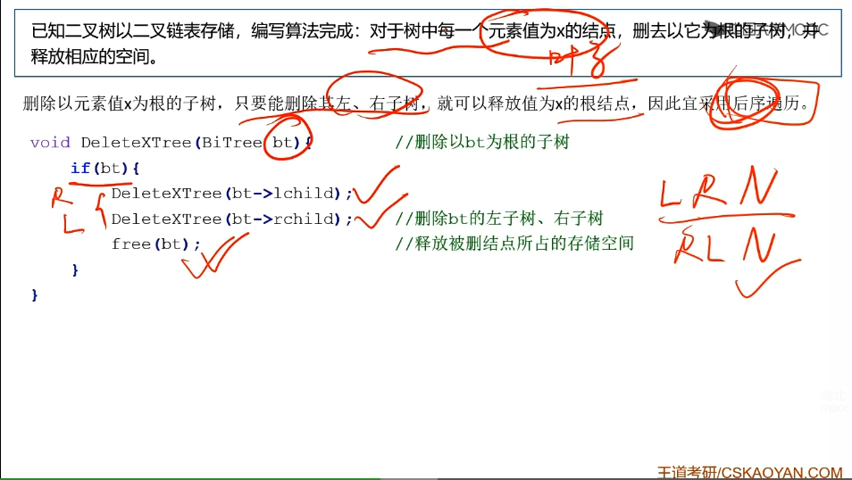 已知二叉树以二叉链表存储，编写算法完成：对于树中每一个元素值为x的结点，删去以它为根的子树，并
释放相应的空间。
删除以元素值x为根的子树，只要能删除其左、右子树，就可以释放值为x的根结点，因此宜采用后序遍历。
void DeleteXTree(BiTree bt){ //删除以bt为根的子树
if(bt){
R DeleteXTree(bt->lchild); L R N
L DeleteXTree(bt->rchild); //删除bt的左子树、右子树
free(bt); //释放被删结点所占的存储空间 R L N
}
}
王道考研/CSKAOYAN.COM